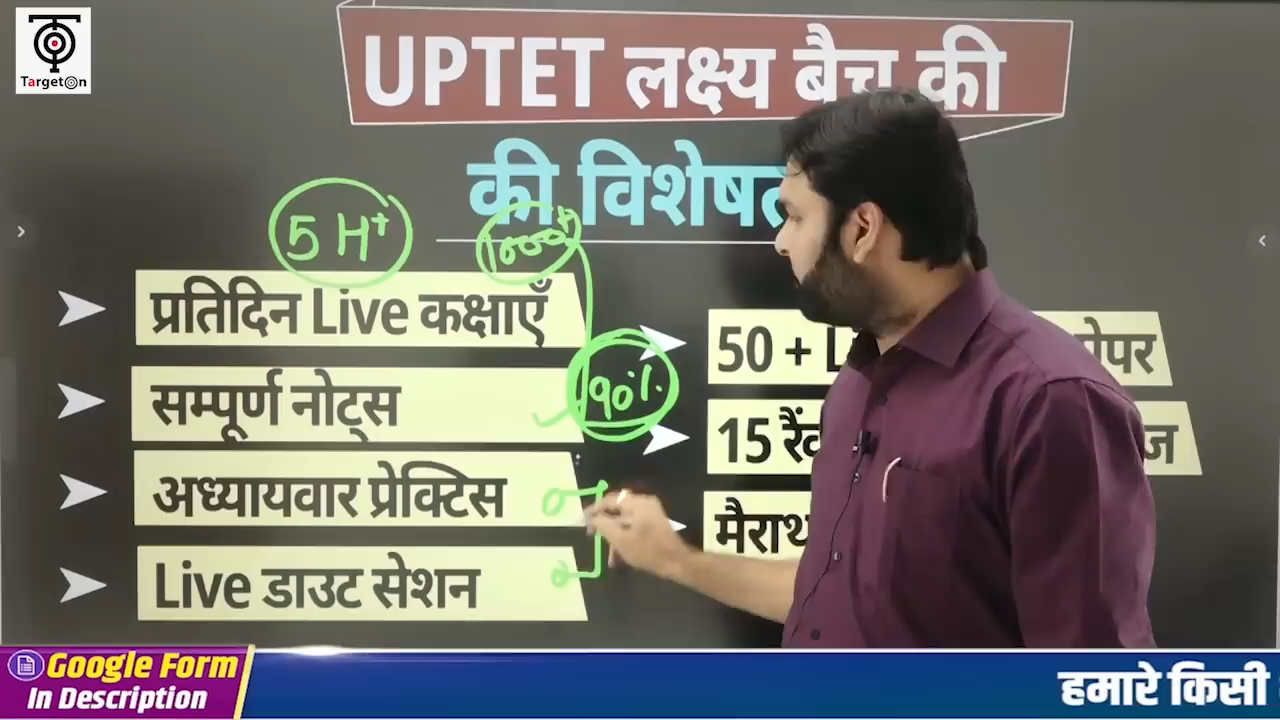 TargetOn
UPTET लक्ष्य बैच की
की
5 H+
1000+
प्रतिदिन Live कक्षाएँ
90%
सम्पूर्ण नोट्स
अध्यायवार प्रेक्टिस
Live डाउट सेशन
50 +
15
Google Form
In Description
हमारे किसी